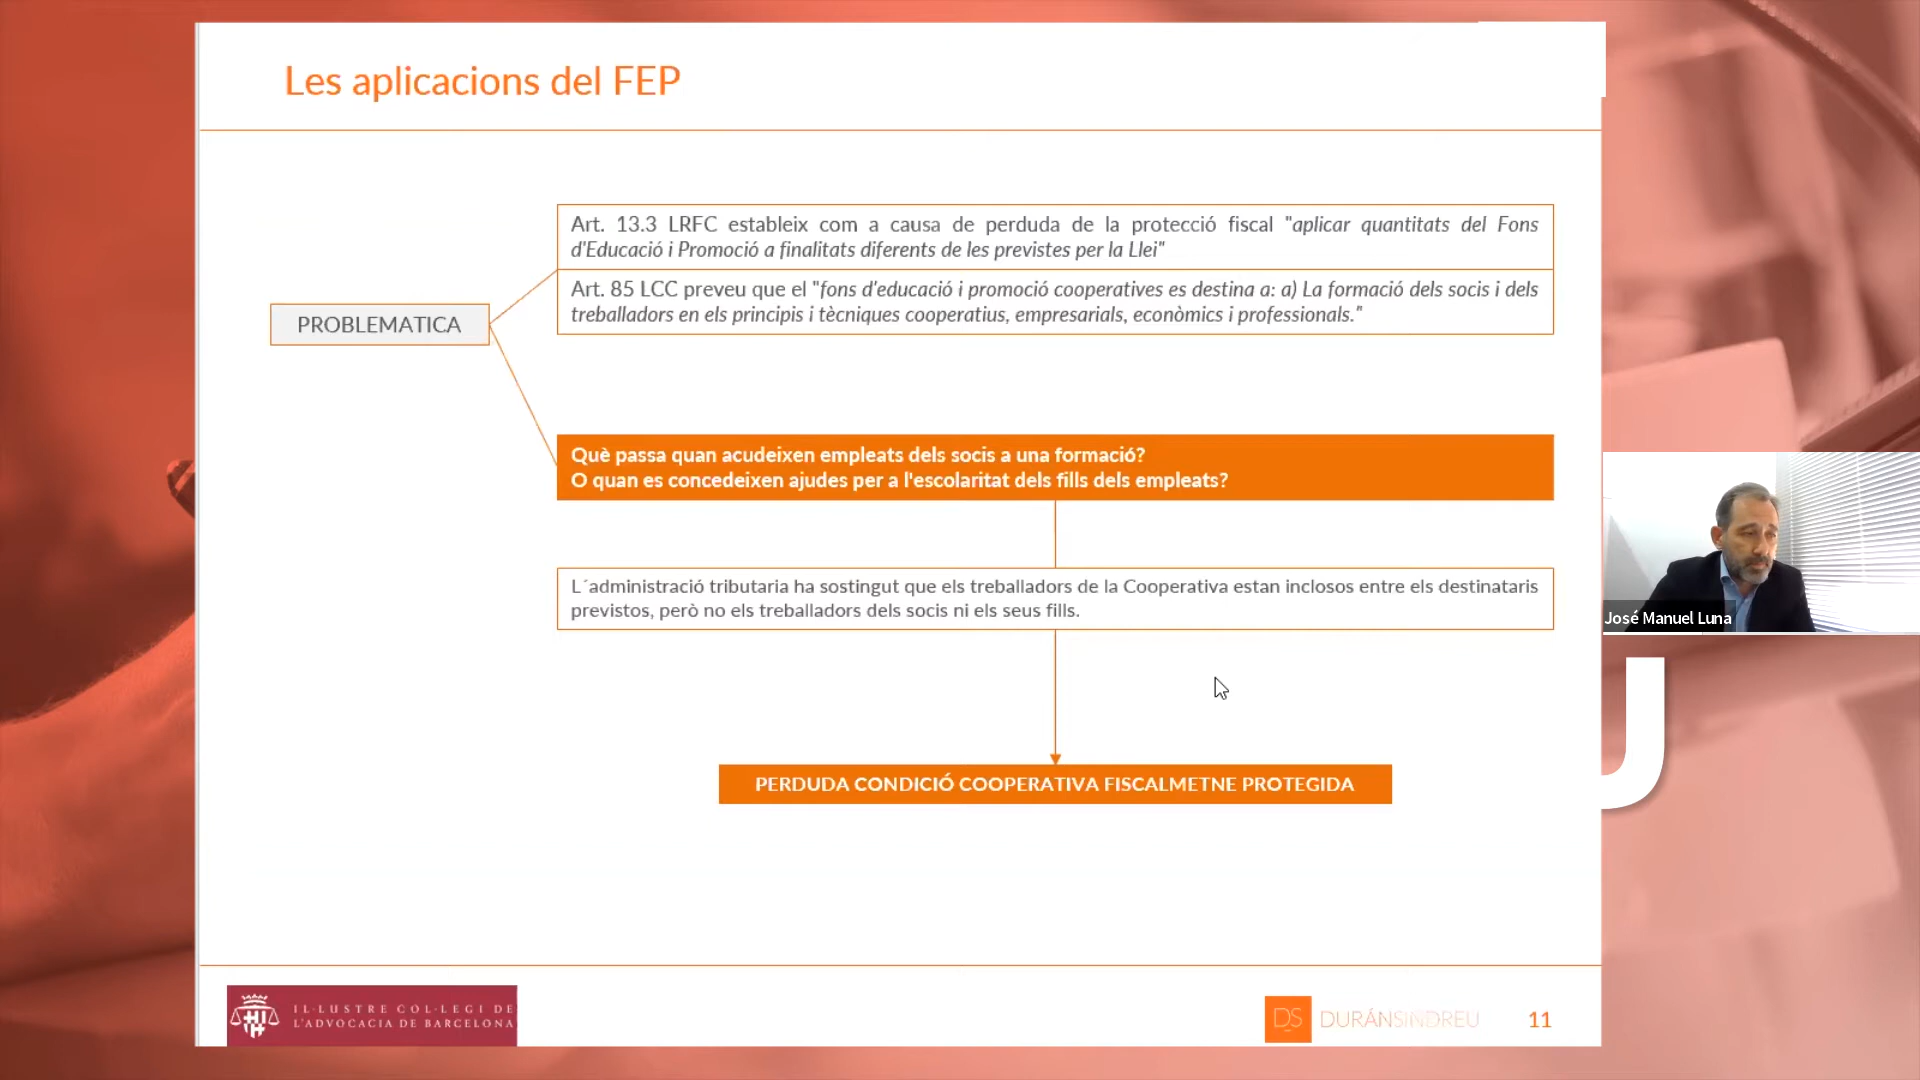 Les aplicacions del FEP
Art. 13.3 LRFC estableix com a causa de perduda de la protecció fiscal "aplicar quantitats del Fons
d'Educació i Promoció a finalitats diferents de les previstes per la Llei"
Art. 85 LCC preveu que el "fons d'educació i promoció cooperatives es destina a: a) La formació dels socis i dels
treballadors en els principis i tècniques cooperatius, empresarials, econòmics i professionals."
PROBLEMATICA
Què passa quan acudeixen empleats dels socis a una formació?
O quan es concedeixen ajudes per a l'escolaritat dels fills dels empleats?
L´administració tributaria ha sostingut que els treballadors de la Cooperativa estan inclosos entre els destinataris
previstos, però no els treballadors dels socis ni els seus fills.
José Manuel Luna
U
PERDUDA CONDICIÓ COOPERATIVA FISCALMETNE PROTEGIDA
IL·LUSTRE COL·LEGI DE
L'ADVOCACIA DE BARCELONA
DS DURÁNSINDREU
11